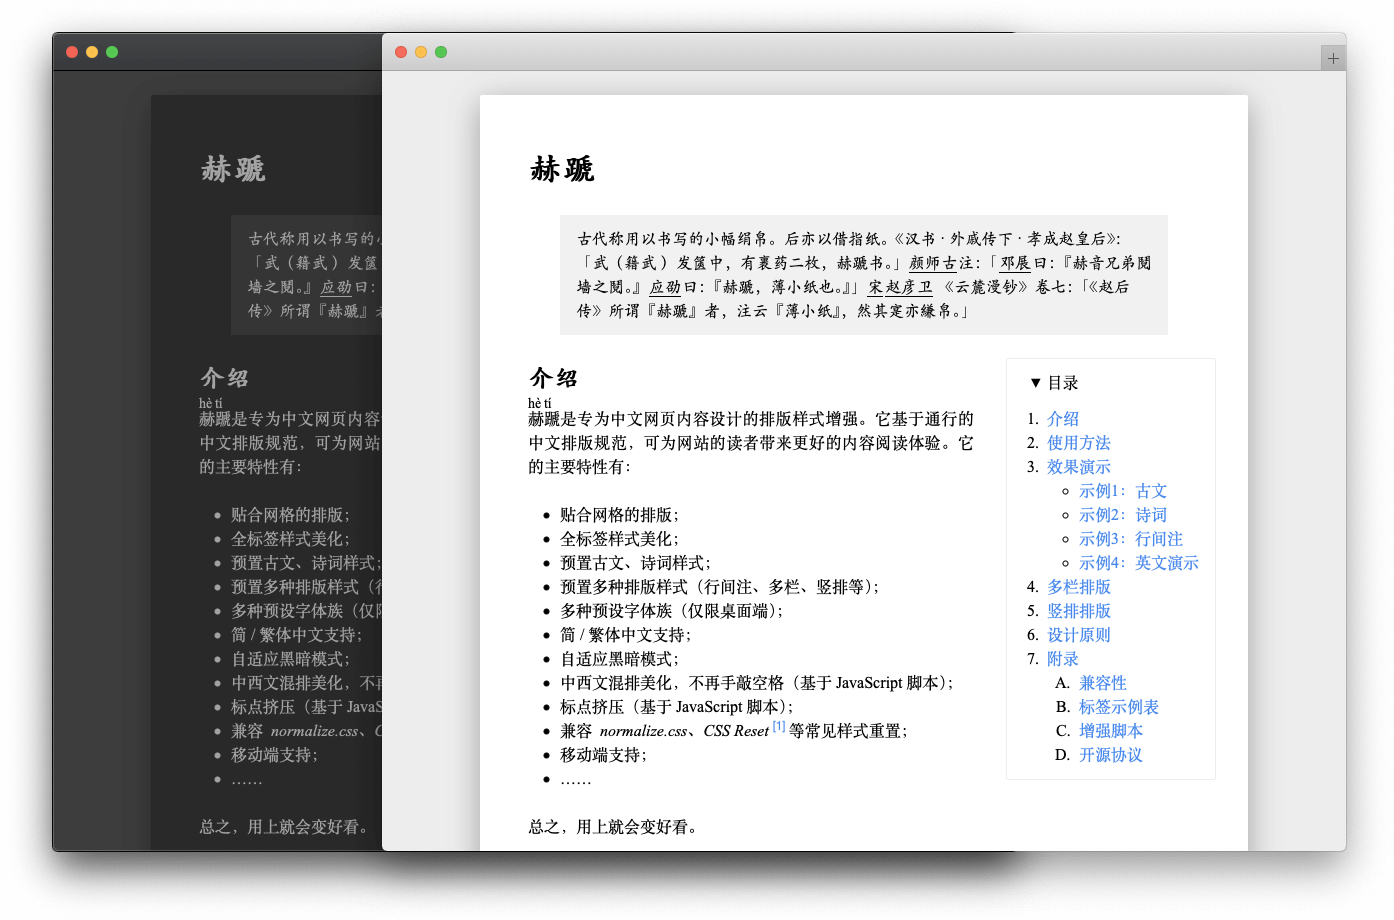 赫蹏
古代称用以书写的小
「武（籍武）发箧
墙之閱。』应劭曰：
传》所谓『赫蹏』者
介绍
hè tí
赫蹏是专为中文网页内容
中文排版规范，可为网站
的主要特性有：
贴合网格的排版；
全标签样式美化；
预置古文、诗词样式；
预置多种排版样式（行
多种预设字体族（仅限
简 / 繁体中文支持；
自适应黑暗模式；
中西文混排美化，不再
标点挤压（基于 JavaS
兼容 normalize.css、C
移动端支持；
……
总之，用上就会变好看。
赫蹏
古代称用以书写的小幅绢帛。后亦以借指纸。《汉书·外戚传下·孝成赵皇后》：
「武（籍武）发箧中，有裹药二枚，赫蹏书。」颜师古注：「邓展曰：『赫音兄弟閱
墙之閱。』应劭曰：『赫蹏，薄小纸也。』」宋赵彦卫《云麓漫钞》卷七：「《赵后
传》所谓『赫蹏』者，注云『薄小纸』，然其寔亦缣帛。」
介绍
hè tí
赫蹏是专为中文网页内容设计的排版样式增强。它基于通行的
中文排版规范，可为网站的读者带来更好的内容阅读体验。它
的主要特性有：
贴合网格的排版；
全标签样式美化；
预置古文、诗词样式；
预置多种排版样式（行间注、多栏、竖排等）；
多种预设字体族（仅限桌面端）；
简 / 繁体中文支持；
自适应黑暗模式；
中西文混排美化，不再手敲空格（基于 JavaScript 脚本）；
标点挤压（基于 JavaScript 脚本）；
兼容 normalize.css、CSS Reset [1] 等常见样式重置；
移动端支持；
……
总之，用上就会变好看。
▼ 目录
1. 介绍
2. 使用方法
3. 效果演示
示例1：古文
示例2：诗词
示例3：行间注
示例4：英文演示
4. 多栏排版
5. 竖排排版
6. 设计原则
7. 附录
A. 兼容性
B. 标签示例表
C. 增强脚本
D. 开源协议